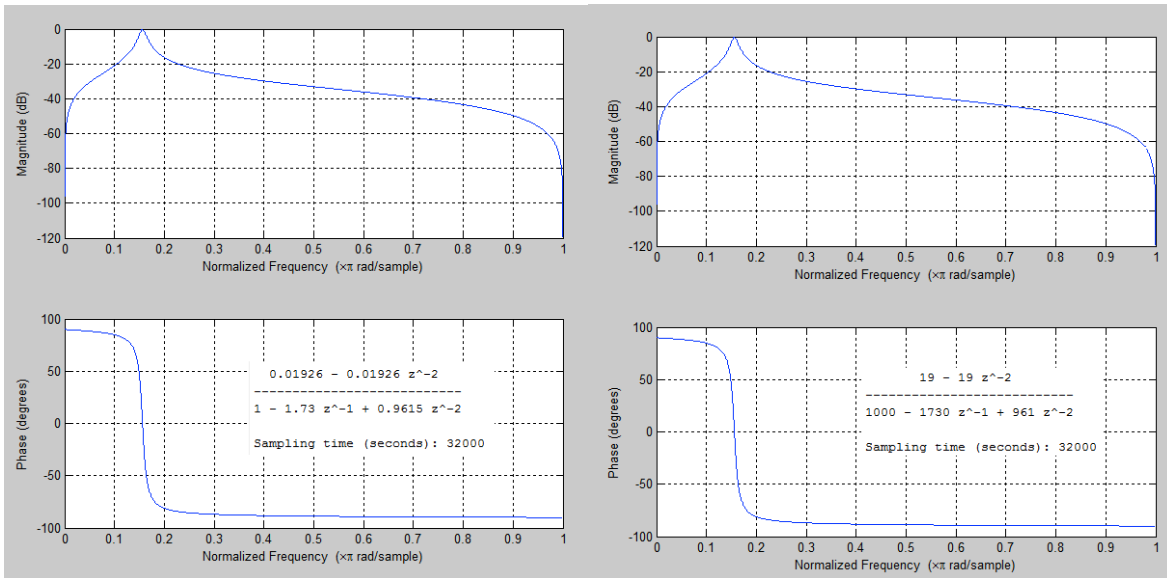 0
-20
-40
-60
-80
-100
-120
Magnitude (dB)
0 0.1 0.2 0.3 0.4 0.5 0.6 0.7 0.8 0.9 1
Normalized Frequency (×π rad/sample)
100
50
0
-50
-100
Phase (degrees)
0.01926 - 0.01926 z^-2
----------------------------
1 - 1.73 z^-1 + 0.9615 z^-2
Sampling time (seconds): 32000
0 0.1 0.2 0.3 0.4 0.5 0.6 0.7 0.8 0.9 1
Normalized Frequency (×π rad/sample)
0
-20
-40
-60
-80
-100
-120
Magnitude (dB)
0 0.1 0.2 0.3 0.4 0.5 0.6 0.7 0.8 0.9 1
Normalized Frequency (×π rad/sample)
100
50
0
-50
-100
Phase (degrees)
19 - 19 z^-2
----------------------------
1000 - 1730 z^-1 + 961 z^-2
Sampling time (seconds): 32000
0 0.1 0.2 0.3 0.4 0.5 0.6 0.7 0.8 0.9 1
Normalized Frequency (×π rad/sample)